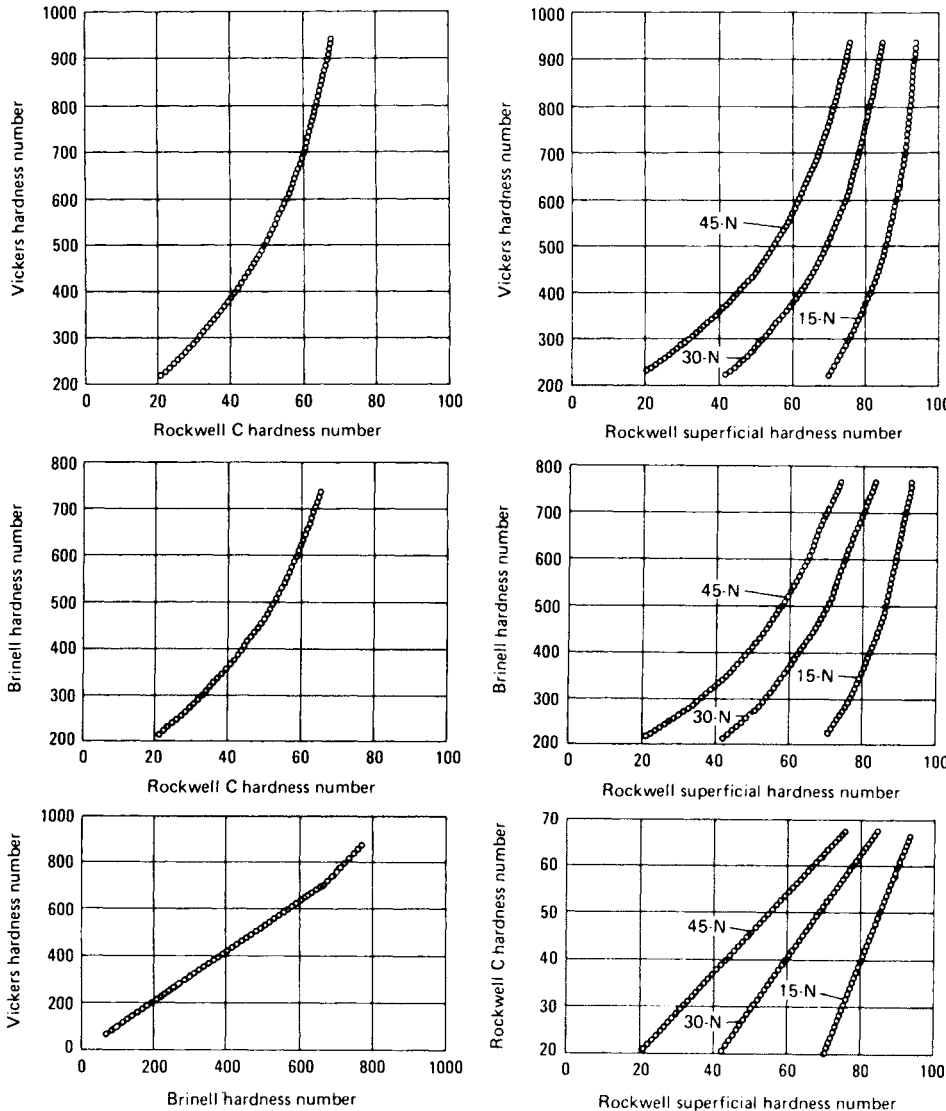 1000
900
800
700
600
500
400
300
200
Vickers hardness number
0 20 40 60 80 100
Rockwell C hardness number
1000
900
800
700
600
500
400
300
200
Vickers hardness number
45-N
30-N
15-N
0 20 40 60 80 100
Rockwell superficial hardness number
800
700
600
500
400
300
200
Brinell hardness number
0 20 40 60 80 100
Rockwell C hardness number
800
700
600
500
400
300
200
Brinell hardness number
45-N
30-N
15-N
0 20 40 60 80 100
Rockwell superficial hardness number
1000
800
600
400
200
0
Vickers hardness number
0 200 400 600 800 1000
Brinell hardness number
70
60
50
40
30
20
Rockwell C hardness number
45-N
30-N
15-N
0 20 40 60 80 100
Rockwell superficial hardness number